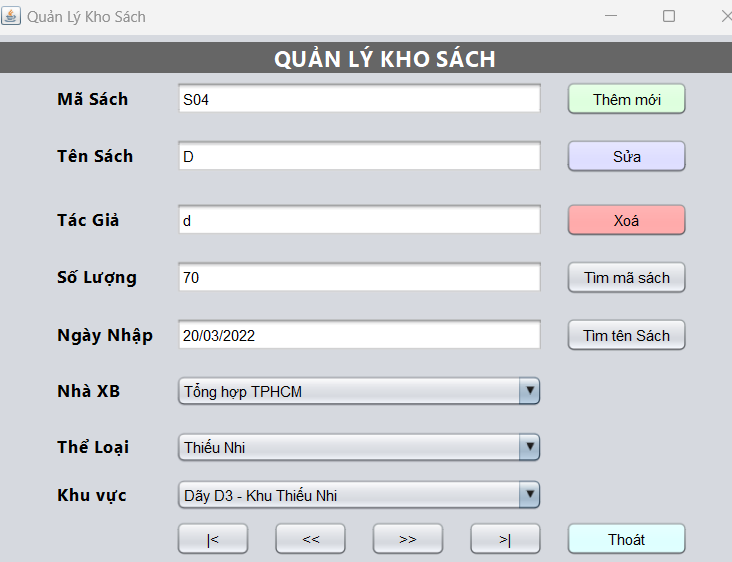 Quản Lý Kho Sách
QUẢN LÝ KHO SÁCH
Mã Sách S04 Thêm mới
Tên Sách D Sửa
Tác Giả d Xoá
Số Lượng 70 Tìm mã sách
Ngày Nhập 20/03/2022 Tìm tên Sách
Nhà XB Tổng hợp TPHCM
Thể Loại Thiếu Nhi
Khu vực Dãy D3 - Khu Thiếu Nhi
|< << >> >| Thoát